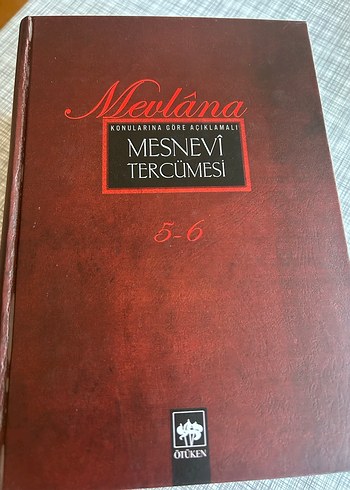 Mevlâna
KONULARINA GÖRE AÇIKLAMALI
MESNEVÎ
TERCÜMESİ
5-6
ÖTÜKEN